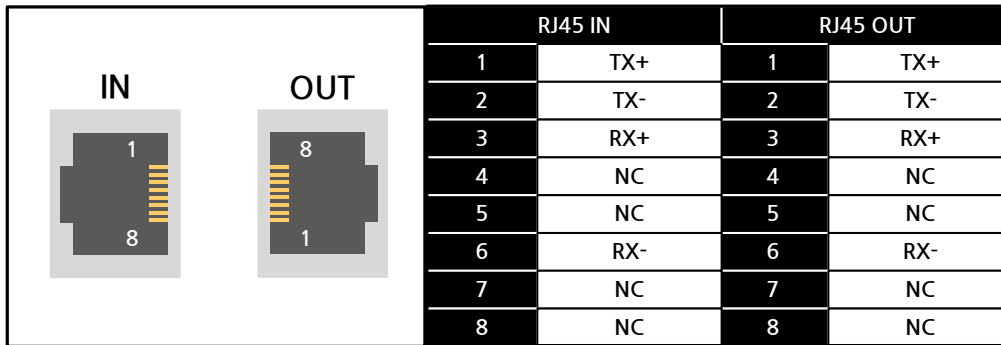 IN OUT
1 8
8 1
RJ45 IN RJ45 OUT
1 TX+ 1 TX+
2 TX- 2 TX-
3 RX+ 3 RX+
4 NC 4 NC
5 NC 5 NC
6 RX- 6 RX-
7 NC 7 NC
8 NC 8 NC